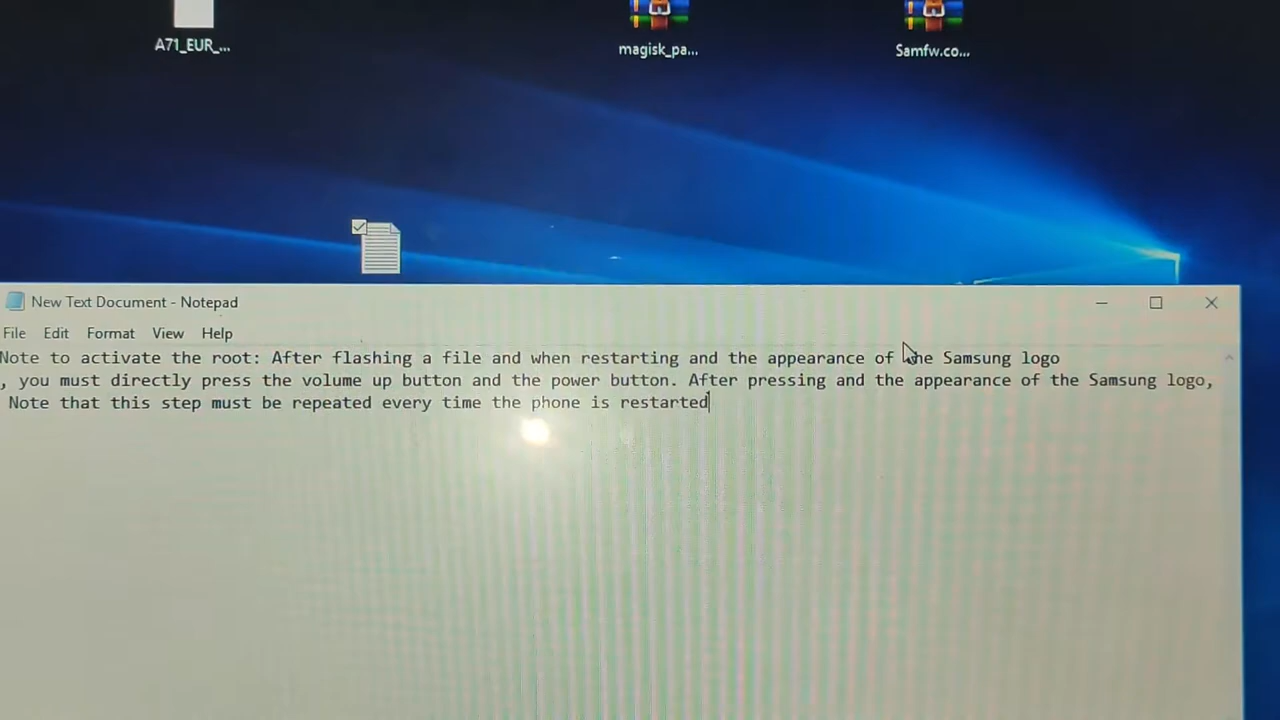 A71_EUR_...
magisk_pa...
Samfw.co...
New Text Document - Notepad
File Edit Format View Help
Note to activate the root: After flashing a file and when restarting and the appearance of the Samsung logo
, you must directly press the volume up button and the power button. After pressing and the appearance of the Samsung logo,
Note that this step must be repeated every time the phone is restarted